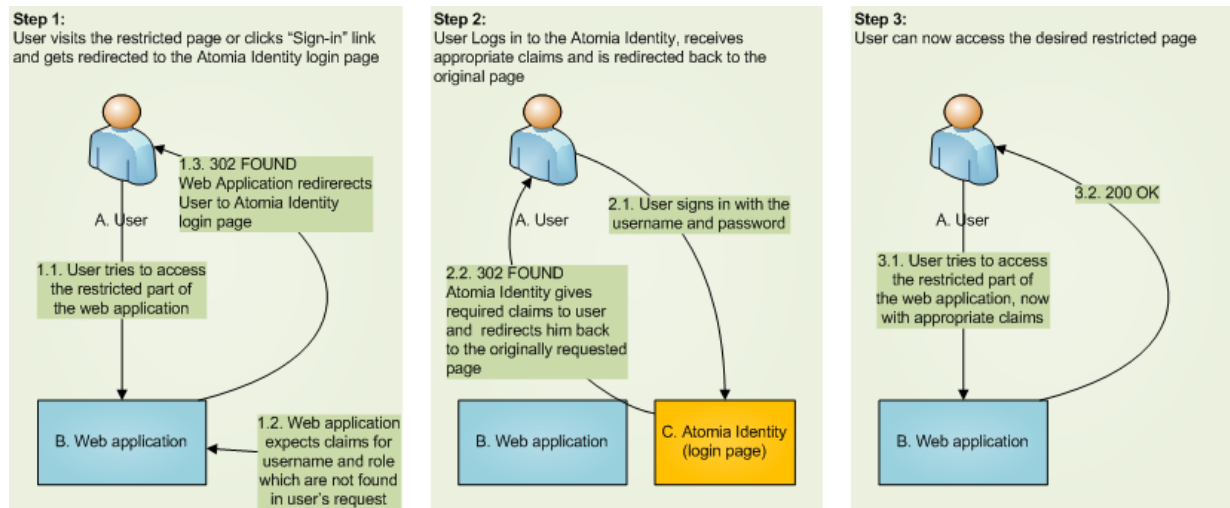 Step 1:
User visits the restricted page or clicks “Sign-in” link
and gets redirected to the Atomia Identity login page
1.3. 302 FOUND
Web Application redirerects
User to Atomia Identity
login page
A. User
1.1. User tries to access
the restricted part of
the web application
B. Web application
1.2. Web application
expects claims for
username and role
which are not found
in user’s request
Step 2:
User Logs in to the Atomia Identity, receives
appropriate claims and is redirected back to the
original page
A. User
2.1. User signs in with the
username and password
2.2. 302 FOUND
Atomia Identity gives
required claims to user
and redirects him back
to the originally requested
page
B. Web application
C. Atomia Identity
(login page)
Step 3:
User can now access the desired restricted page
3.2. 200 OK
A. User
3.1. User tries to access
the restricted part of
the web application, now
with appropriate claims
B. Web application